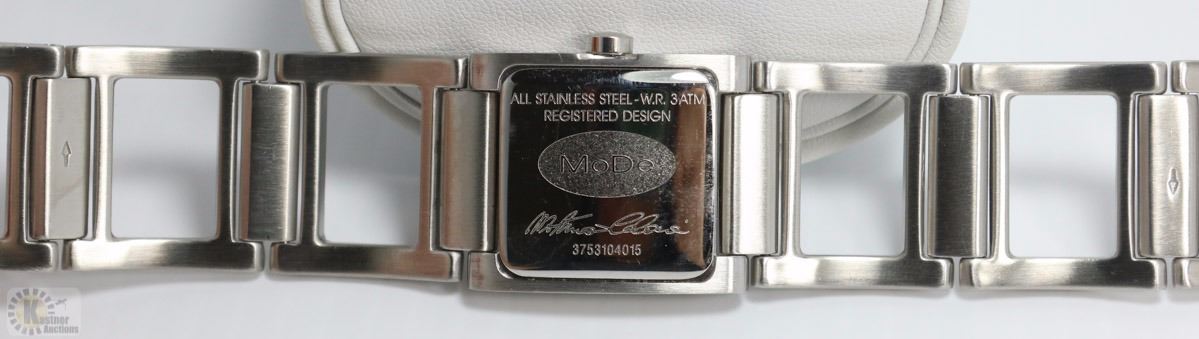 ALL STAINLESS STEEL-W.R. 3ATM
REGISTERED DESIGN
MoDe
3753104015
Kastner
Auctions